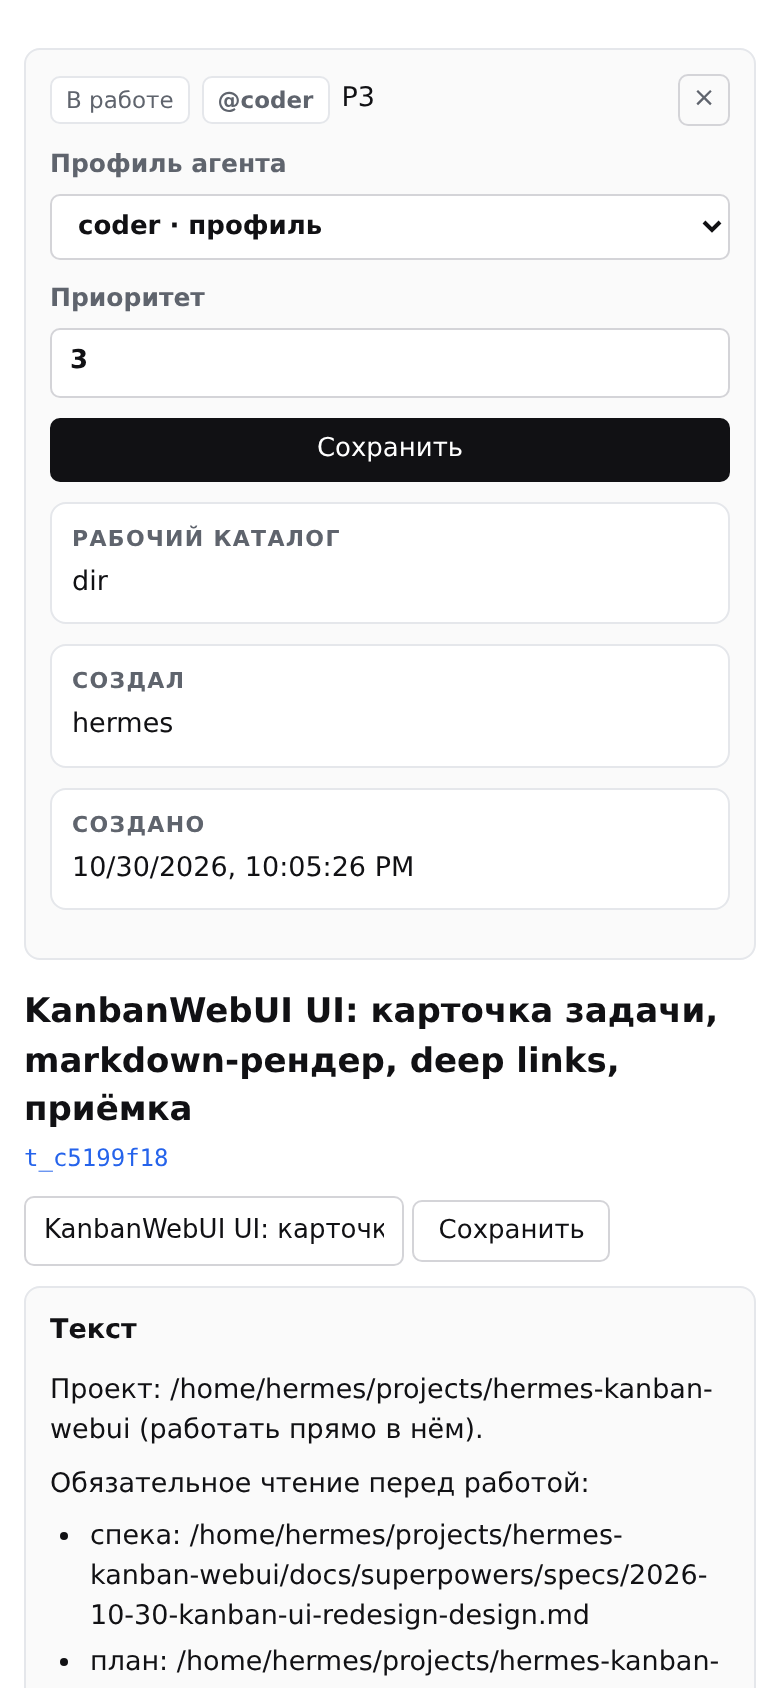 В работе @coder P3 ×
Профиль агента
coder · профиль
Приоритет
3
Сохранить
РАБОЧИЙ КАТАЛОГ
dir
СОЗДАЛ
hermes
СОЗДАНО
10/30/2026, 10:05:26 PM
KanbanWebUI UI: карточка задачи,
markdown-рендер, deep links,
приёмка
t_c5199f18
KanbanWebUI UI: карточк Сохранить
Текст
Проект: /home/hermes/projects/hermes-kanban-
webui (работать прямо в нём).
Обязательное чтение перед работой:
• спека: /home/hermes/projects/hermes-
kanban-webui/docs/superpowers/specs/2026-
10-30-kanban-ui-redesign-design.md
• план: /home/hermes/projects/hermes-kanban-